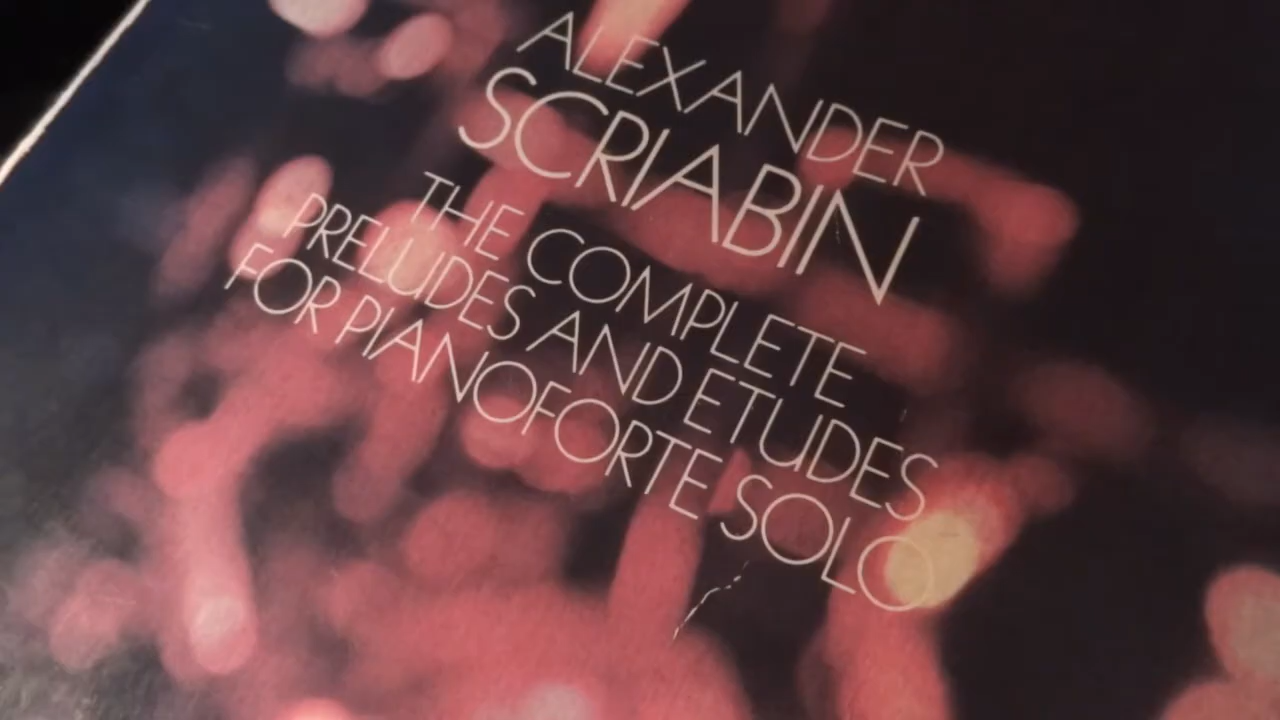 ALEXANDER
SCRIABIN
THE COMPLETE
PRELUDES AND ETUDES
FOR PIANOFORTE SOLO